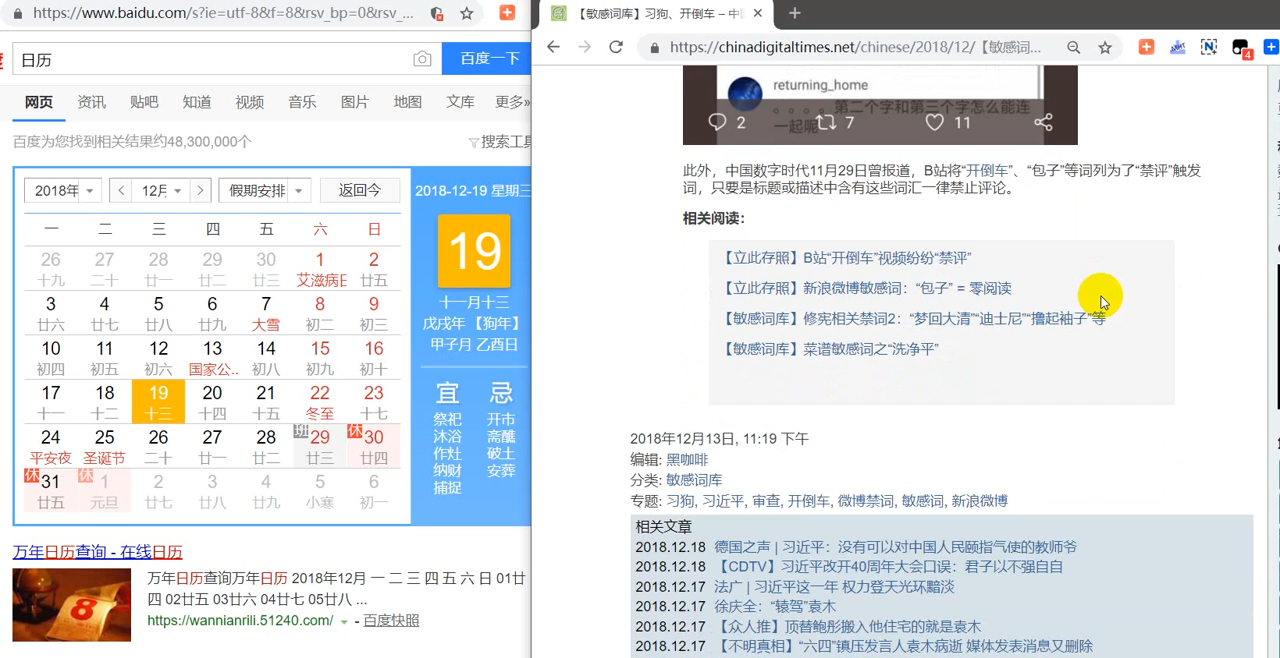 https://www.baidu.com/s?ie=utf-8&f=8&rsv_bp=0&rsv_...
日历
百度一下
网页 资讯 贴吧 知道 视频 音乐 图片 地图 文库 更多»
百度为您找到相关结果约48,300,000个
搜索工具
2018年 12月 假期安排 返回今
一 二 三 四 五 六 日
26 27 28 29 30 1 2
十九 二十 廿一 廿二 廿三 艾滋病日 廿五
3 4 5 6 7 8 9
廿六 廿七 廿八 廿九 大雪 初二 初三
10 11 12 13 14 15 16
初四 初五 初六 国家公.. 初八 初九 初十
17 18 19 20 21 22 23
十一 十二 十三 十四 十五 冬至 十七
24 25 26 27 28 班 29 休 30
平安夜 圣诞节 二十 廿一 廿二 廿三 廿四
休 31 休 1 2 3 4 5 6
廿五 元旦 廿七 廿八 廿九 小寒 初一
2018-12-19 星期三
19
十一月十三
戊戌年 【狗年】
甲子月 乙酉日
宜 忌
祭祀 开市
沐浴 斋醮
作灶 破土
纳财 安葬
捕捉
万年日历查询 - 在线日历
8
万年日历查询万年日历 2018年12月 一 二 三 四 五 六 日 01廿
四 02廿五 03廿六 04廿七 05廿八 ...
https://wannianrili.51240.com/ - 百度快照
【敏感词库】习狗、开倒车 – 中
https://chinadigitaltimes.net/chinese/2018/12/【敏感词...
4
returning_home
。。。。第二个字和第三个字怎么能连
一起呢
2 7 11
此外，中国数字时代11月29日曾报道，B站将“开倒车”、“包子”等词列为了“禁评”触发
词，只要是标题或描述中含有这些词汇一律禁止评论。
相关阅读：
【立此存照】B站“开倒车”视频纷纷“禁评”
【立此存照】新浪微博敏感词：“包子” = 零阅读
【敏感词库】修宪相关禁词2：“梦回大清”“迪士尼”“撸起袖子”等
【敏感词库】菜谱敏感词之“洗净平”
2018年12月13日, 11:19 下午
编辑: 黑咖啡
分类: 敏感词库
专题: 习狗, 习近平, 审查, 开倒车, 微博禁词, 敏感词, 新浪微博
相关文章
2018.12.18 德国之声 | 习近平：没有可以对中国人民颐指气使的教师爷
2018.12.18 【CDTV】习近平改开40周年大会口误：君子以不强自自
2018.12.17 法广 | 习近平这一年 权力登天光环黯淡
2018.12.17 徐庆全：“辕驾”袁木
2018.12.17 【众人推】顶替鲍彤搬入他住宅的就是袁木
2018.12.17 【不明真相】“六四”镇压发言人袁木病逝 媒体发表消息又删除